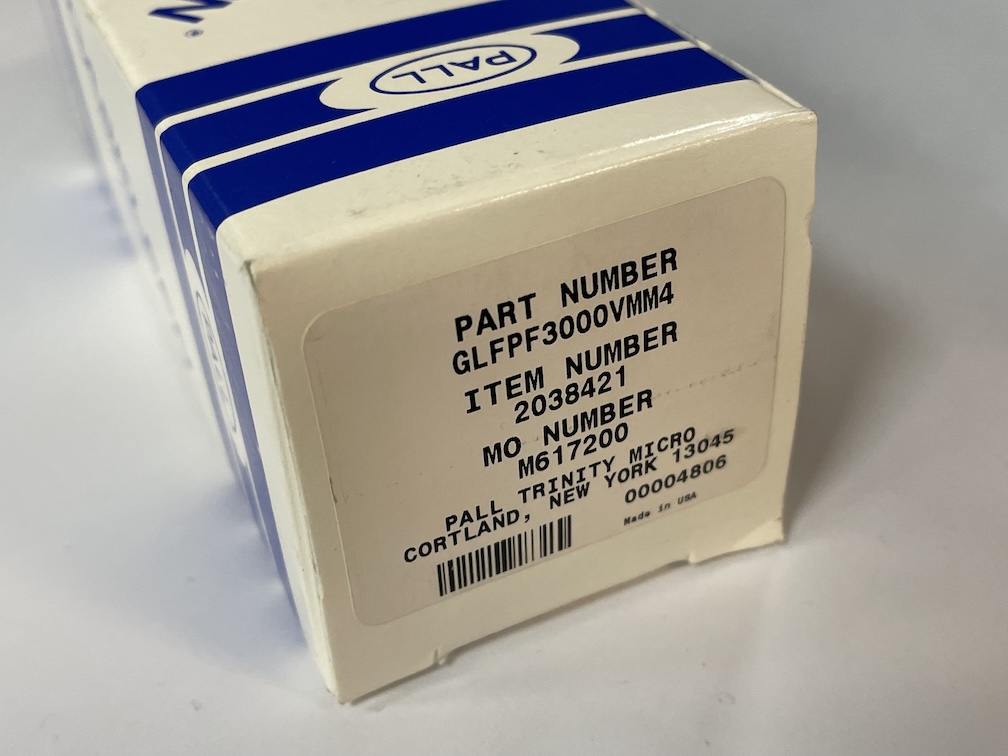 PALL
PART NUMBER
GLFPF3000VMM4
ITEM NUMBER
2038421
MO NUMBER
M617200
PALL TRINITY MICRO
CORTLAND, NEW YORK 13045
00004806
Made in USA